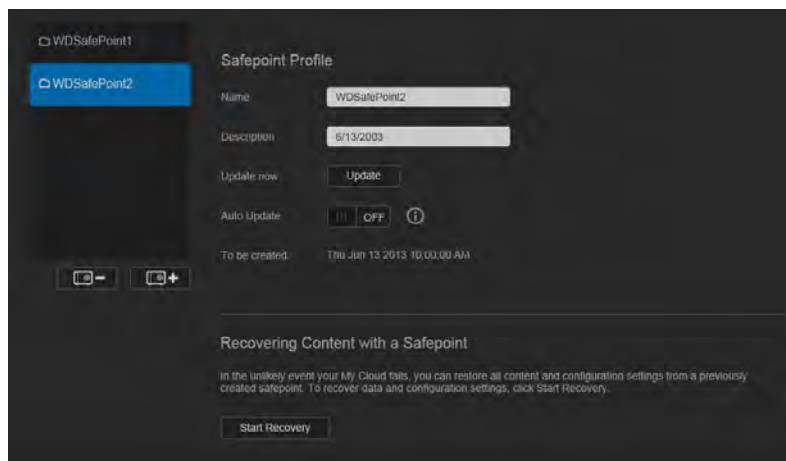 WDSafePoint1
WDSafePoint2
Safepoint Profile
Name WDSafePoint2
Description 6/13/2003
Update now Update
Auto Update OFF
To be created Thu Jun 13 2013 10:00:00 AM
Recovering Content with a Safepoint
In the unlikely event your My Cloud fails, you can restore all content and configuration settings from a previously
created safepoint. To recover data and configuration settings, click Start Recovery.
Start Recovery